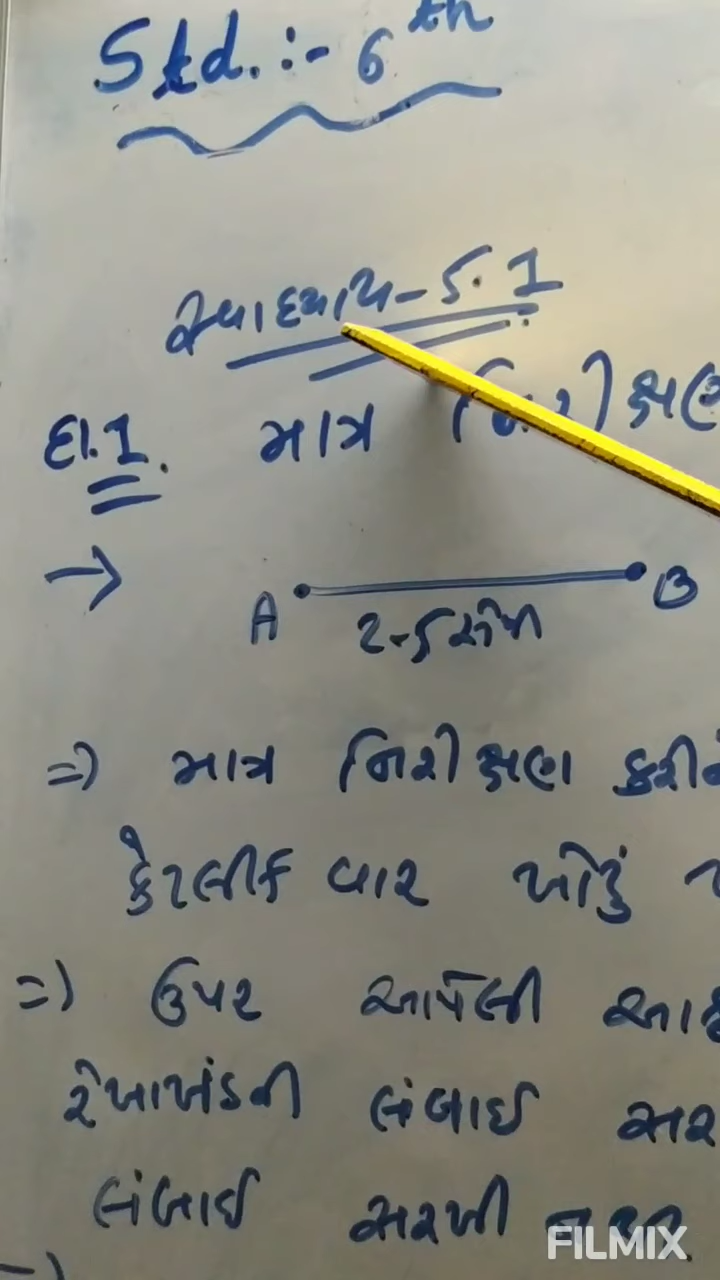 Std. :- 6th
સ્વાધ્યાય - 5.1
દા.1. માત્ર
A B
2.5 સેમી
⇒ માત્ર નિરીક્ષણ કરીને
કેટલીક વાર ખોટું
⇒ ઉપર આપેલી
રેખાખંડની લંબાઈ
લંબાઈ સરખી
FILMIX